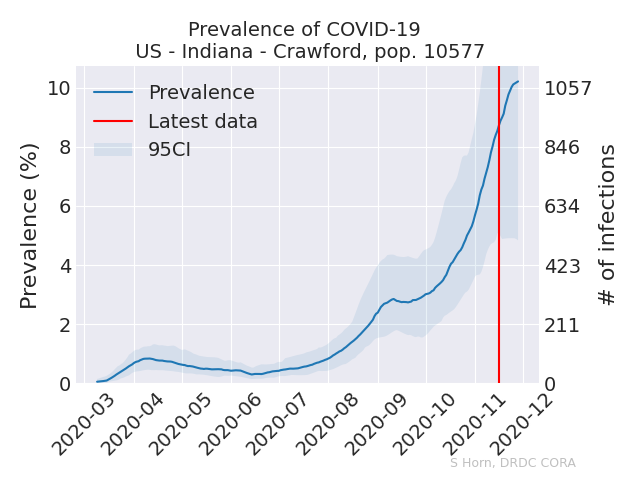 Prevalence of COVID-19
US - Indiana - Crawford, pop. 10577
Prevalence (%)
10
8
6
4
2
0
Prevalence
Latest data
95CI
1057
846
634
423
211
0
# of infections
2020-03
2020-04
2020-05
2020-06
2020-07
2020-08
2020-09
2020-10
2020-11
2020-12
S Horn, DRDC CORA